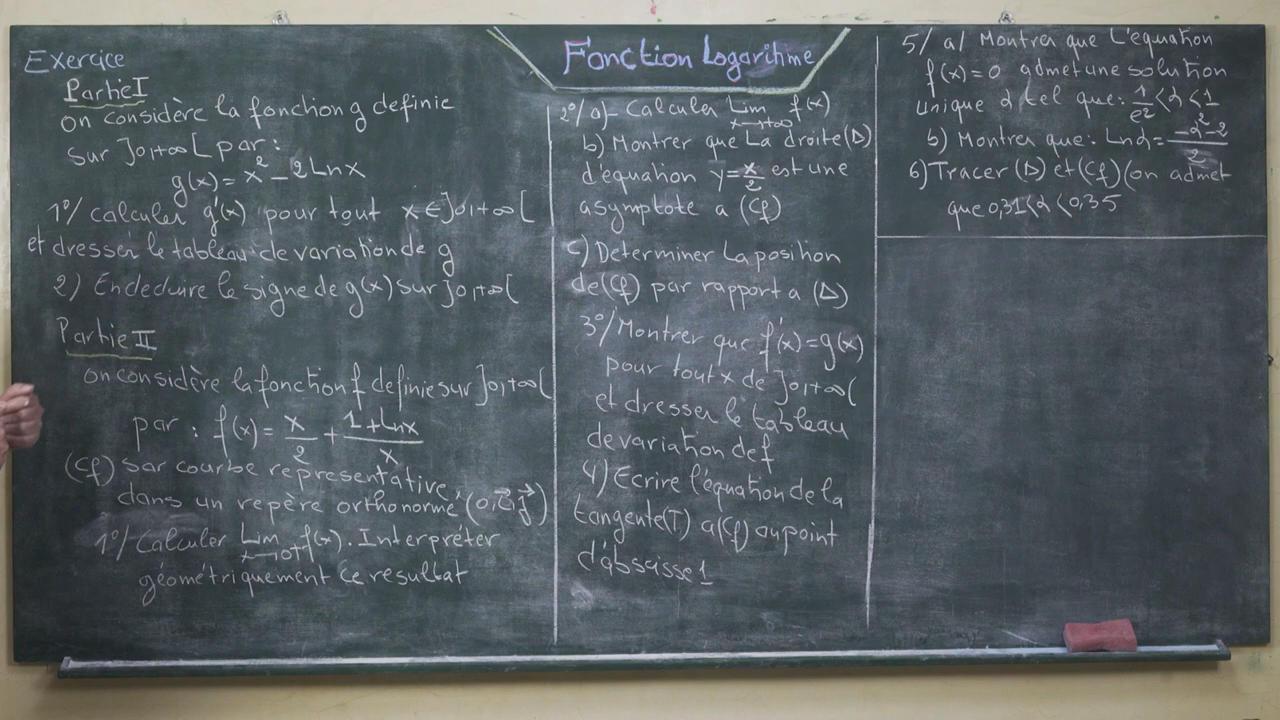 Fonction Logarithme
Exercice
Partie I
on considère la fonction g definie
sur ]0,+∞[ par :
g(x) = x² - 2Lnx
1°/ calculer g'(x) pour tout x∈]0,+∞[
et dresser le tableau de variation de g
2) En deduire le signe de g(x) sur ]0,+∞[
Partie II
on considère la fonction f definie sur ]0,+∞[
par : f(x) = x/2 + (1+Lnx)/x
(Cf) sar courbe representative
dans un repère orthonormé (o,i,j)
1°/ Calculer Lim x→0+ f(x). Interpréter
géométriquement ce resultat
2°/ a)- Calculer Lim x→+∞ f(x)
b) Montrer que La droite (Δ)
d'équation y=x/2 est une
asymptote a (Cf)
c) Determiner La position
de (Cf) par rapport a (Δ)
3°/ Montrer que f'(x) = g(x)
pour tout x de ]0,+∞[
et dresser le tableau
de variation de f
4) Ecrire l'équation de la
tangente (T) a (Cf) au point
d'absaisse 1
5/ a/ Montrer que L'equation
f(x)=0 admet une solution
unique α tel que : 1/e² < α < 1
b) Montrer que : Lnα = (-α²-2)/2
6) Tracer (Δ) et (Cf) (on admet
que 0,31<α<0,35